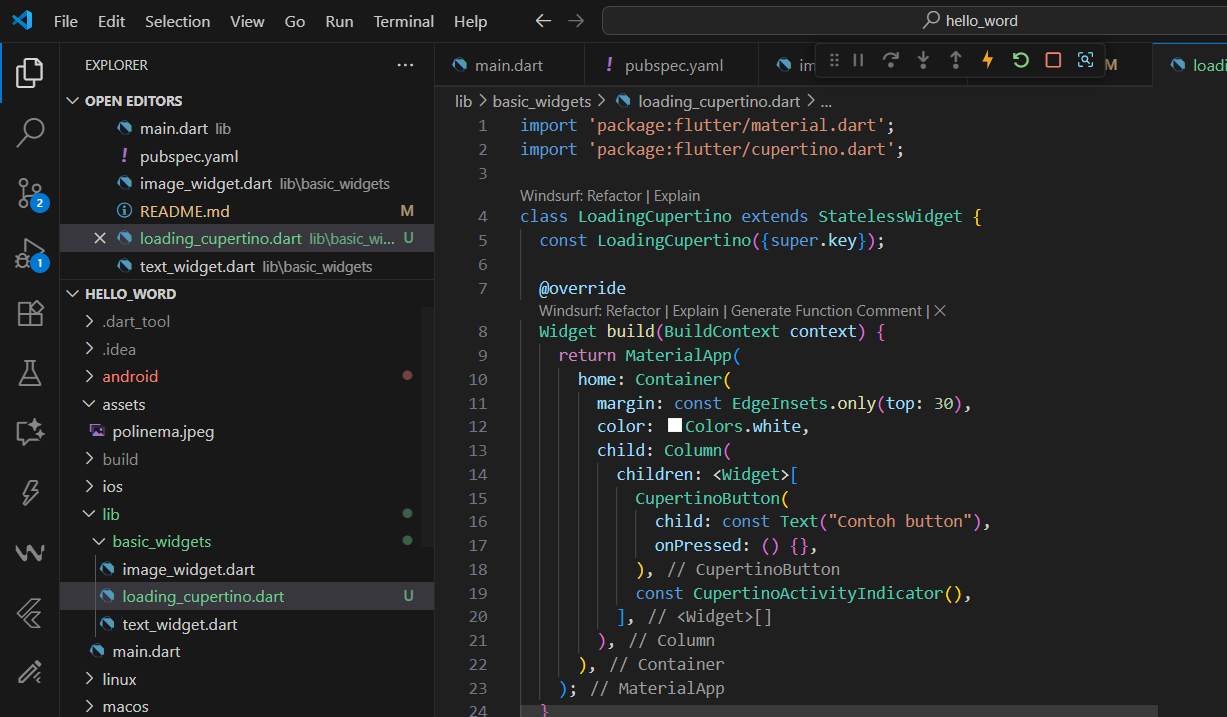 File Edit Selection View Go Run Terminal Help hello_word
EXPLORER ...
main.dart ! pubspec.yaml im M loadi
OPEN EDITORS
main.dart lib
! pubspec.yaml
image_widget.dart lib\basic_widgets
README.md M
loading_cupertino.dart lib\basic_wi... U
text_widget.dart lib\basic_widgets
HELLO_WORD
.dart_tool
.idea
android
assets
polinema.jpeg
build
ios
lib
basic_widgets
image_widget.dart
loading_cupertino.dart U
text_widget.dart
main.dart
linux
macos
2
1
lib > basic_widgets > loading_cupertino.dart > ...
1 import 'package:flutter/material.dart';
2 import 'package:flutter/cupertino.dart';
3
Windsurf: Refactor | Explain
4 class LoadingCupertino extends StatelessWidget {
5 const LoadingCupertino({super.key});
6
7 @override
Windsurf: Refactor | Explain | Generate Function Comment | ×
8 Widget build(BuildContext context) {
9 return MaterialApp(
10 home: Container(
11 margin: const EdgeInsets.only(top: 30),
12 color: Colors.white,
13 child: Column(
14 children: <Widget>[
15 CupertinoButton(
16 child: const Text("Contoh button"),
17 onPressed: () {},
18 ), // CupertinoButton
19 const CupertinoActivityIndicator(),
20 ], // <Widget>[]
21 ), // Column
22 ), // Container
23 ); // MaterialApp
24 }